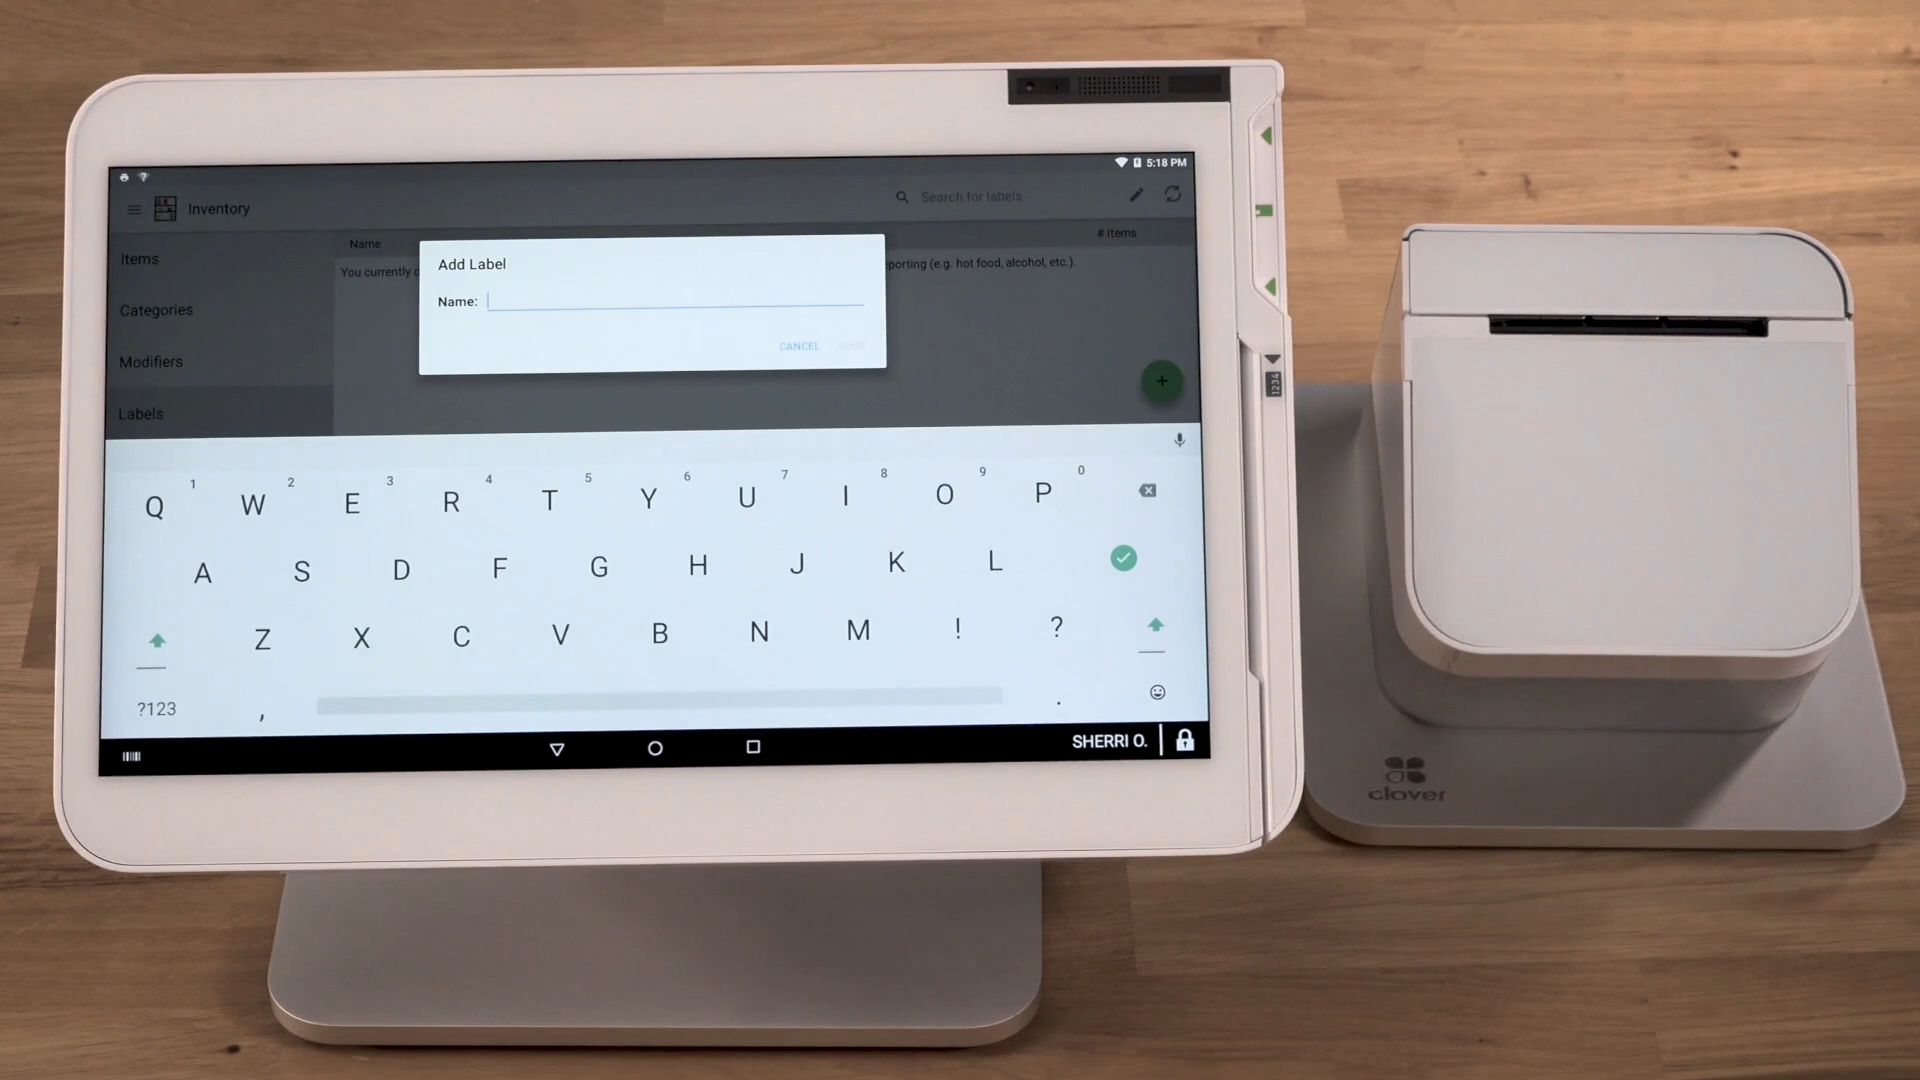 5:18 PM
Inventory
Search for labels
Items
Categories
Modifiers
Labels
Name
# Items
You currently
porting (e.g. hot food, alcohol, etc.).
Add Label
Name:
CANCEL
1 2 3 4 5 6 7 8 9 0
Q W E R T Y U I O P
A S D F G H J K L
Z X C V B N M ! ?
?123 , .
SHERRI O.
1234
clover